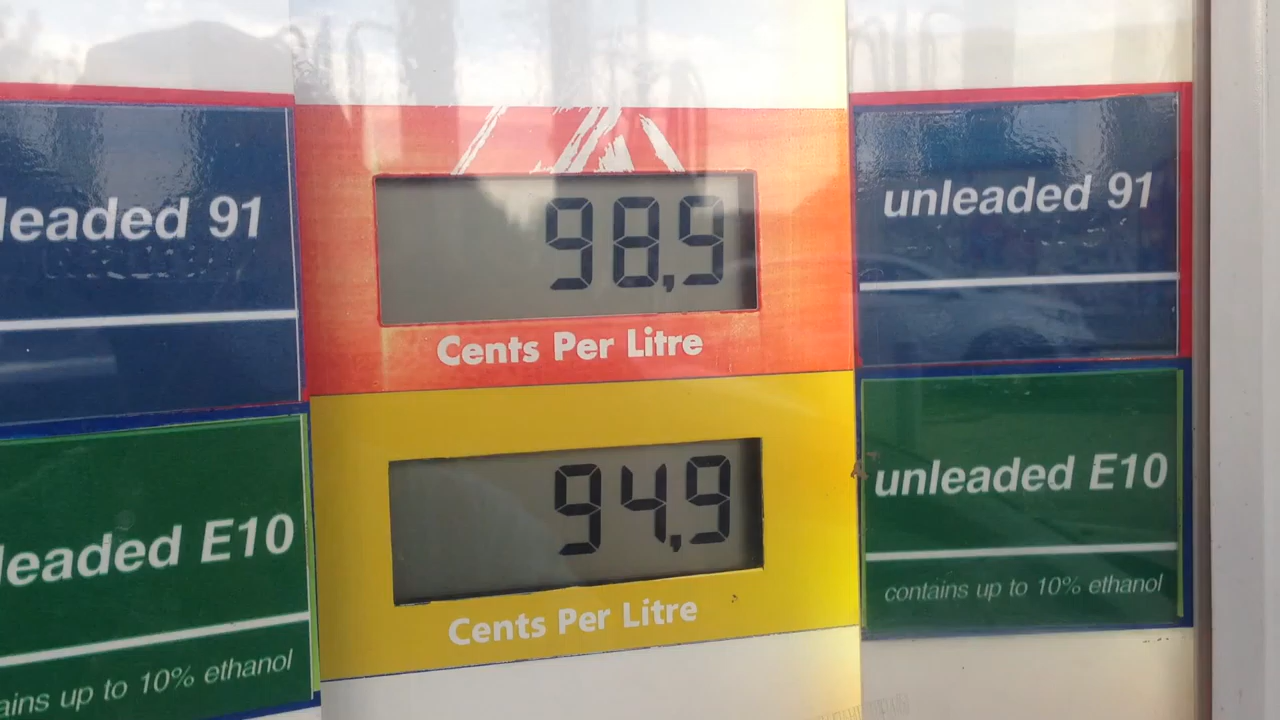 leaded 91
98,9
Cents Per Litre
unleaded 91
leaded E10
ains up to 10% ethanol
94,9
Cents Per Litre
unleaded E10
contains up to 10% ethanol